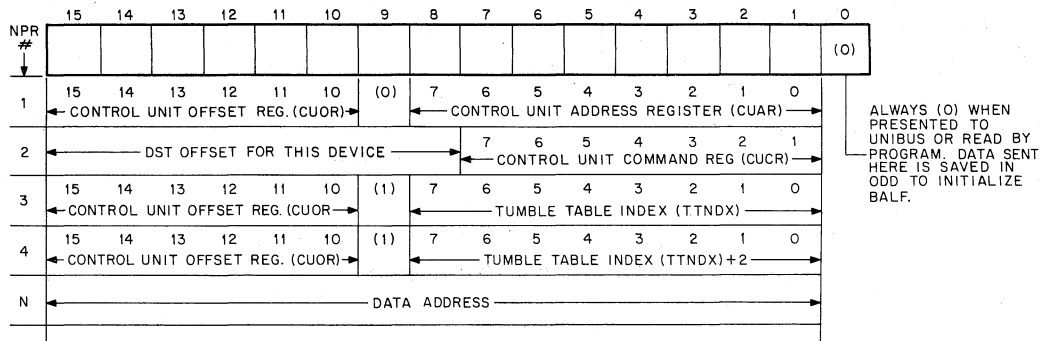 15 14 13 12 11 10 9 8 7 6 5 4 3 2 1 0
NPR
#
(0)
1 15 14 13 12 11 10 (0) 7 6 5 4 3 2 1 0
CONTROL UNIT OFFSET REG. (CUOR) CONTROL UNIT ADDRESS REGISTER (CUAR)
ALWAYS (0) WHEN
PRESENTED TO
UNIBUS OR READ BY
PROGRAM. DATA SENT
HERE IS SAVED IN
ODD TO INITIALIZE
BALF.
2 DST OFFSET FOR THIS DEVICE 7 6 5 4 3 2 1
CONTROL UNIT COMMAND REG (CUCR)
3 15 14 13 12 11 10 (1) 7 6 5 4 3 2 1 0
CONTROL UNIT OFFSET REG. (CUOR TUMBLE TABLE INDEX (TTNDX)
4 15 14 13 12 11 10 (1) 7 6 5 4 3 2 1 0
CONTROL UNIT OFFSET REG. (CUOR) TUMBLE TABLE INDEX (TTNDX)+2
N DATA ADDRESS